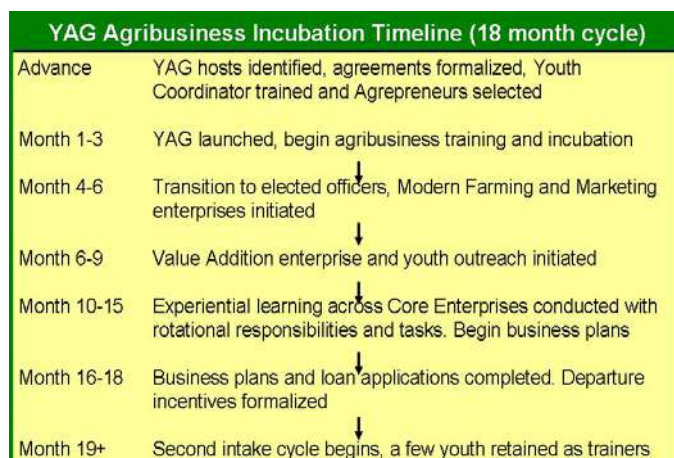 YAG Agribusiness Incubation Timeline (18 month cycle)
Advance YAG hosts identified, agreements formalized, Youth
Coordinator trained and Agrepreneurs selected
Month 1-3 YAG launched, begin agribusiness training and incubation
Month 4-6 Transition to elected officers, Modern Farming and Marketing
enterprises initiated
Month 6-9 Value Addition enterprise and youth outreach initiated
Month 10-15 Experiential learning across Core Enterprises conducted with
rotational responsibilities and tasks. Begin business plans
Month 16-18 Business plans and loan applications completed. Departure
incentives formalized
Month 19+ Second intake cycle begins, a few youth retained as trainers